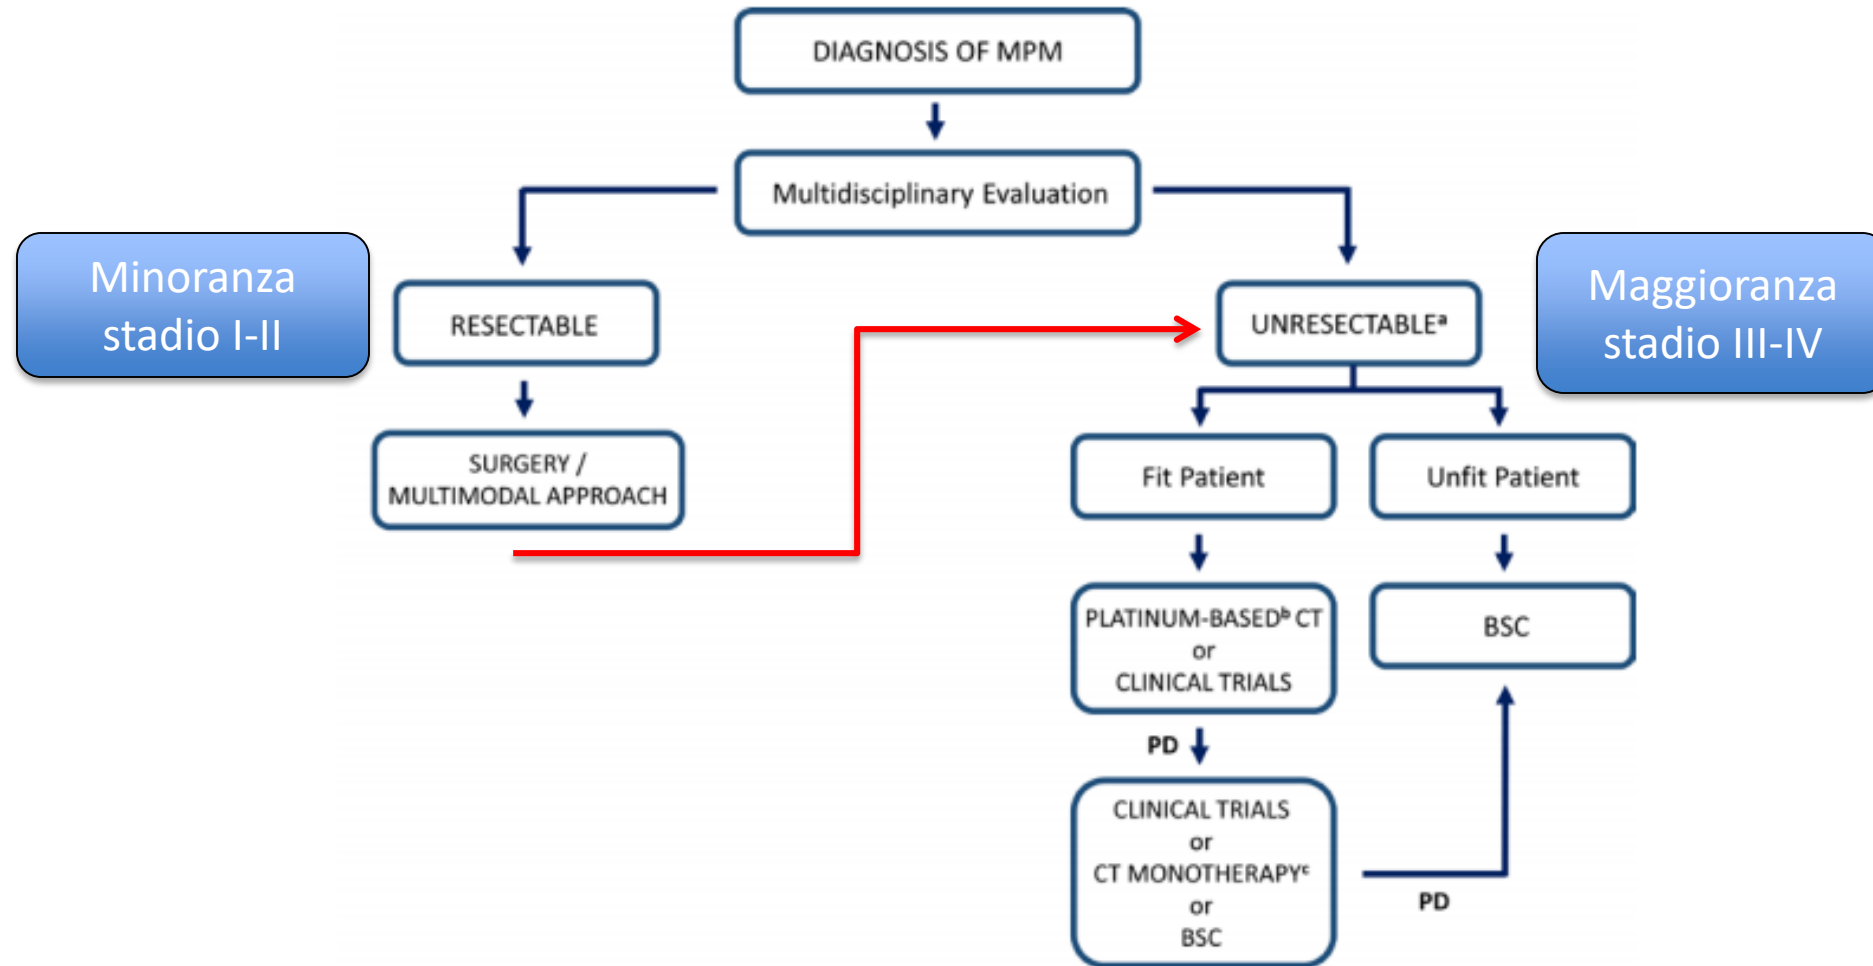 DIAGNOSIS OF MPM
Multidisciplinary Evaluation
Minoranza
stadio I-II
RESECTABLE
UNRESECTABLEᵃ
Maggioranza
stadio III-IV
SURGERY /
MULTIMODAL APPROACH
Fit Patient
Unfit Patient
PLATINUM-BASEDᵇ CT
or
CLINICAL TRIALS
BSC
PD
CLINICAL TRIALS
or
CT MONOTHERAPYᶜ
or
BSC
PD